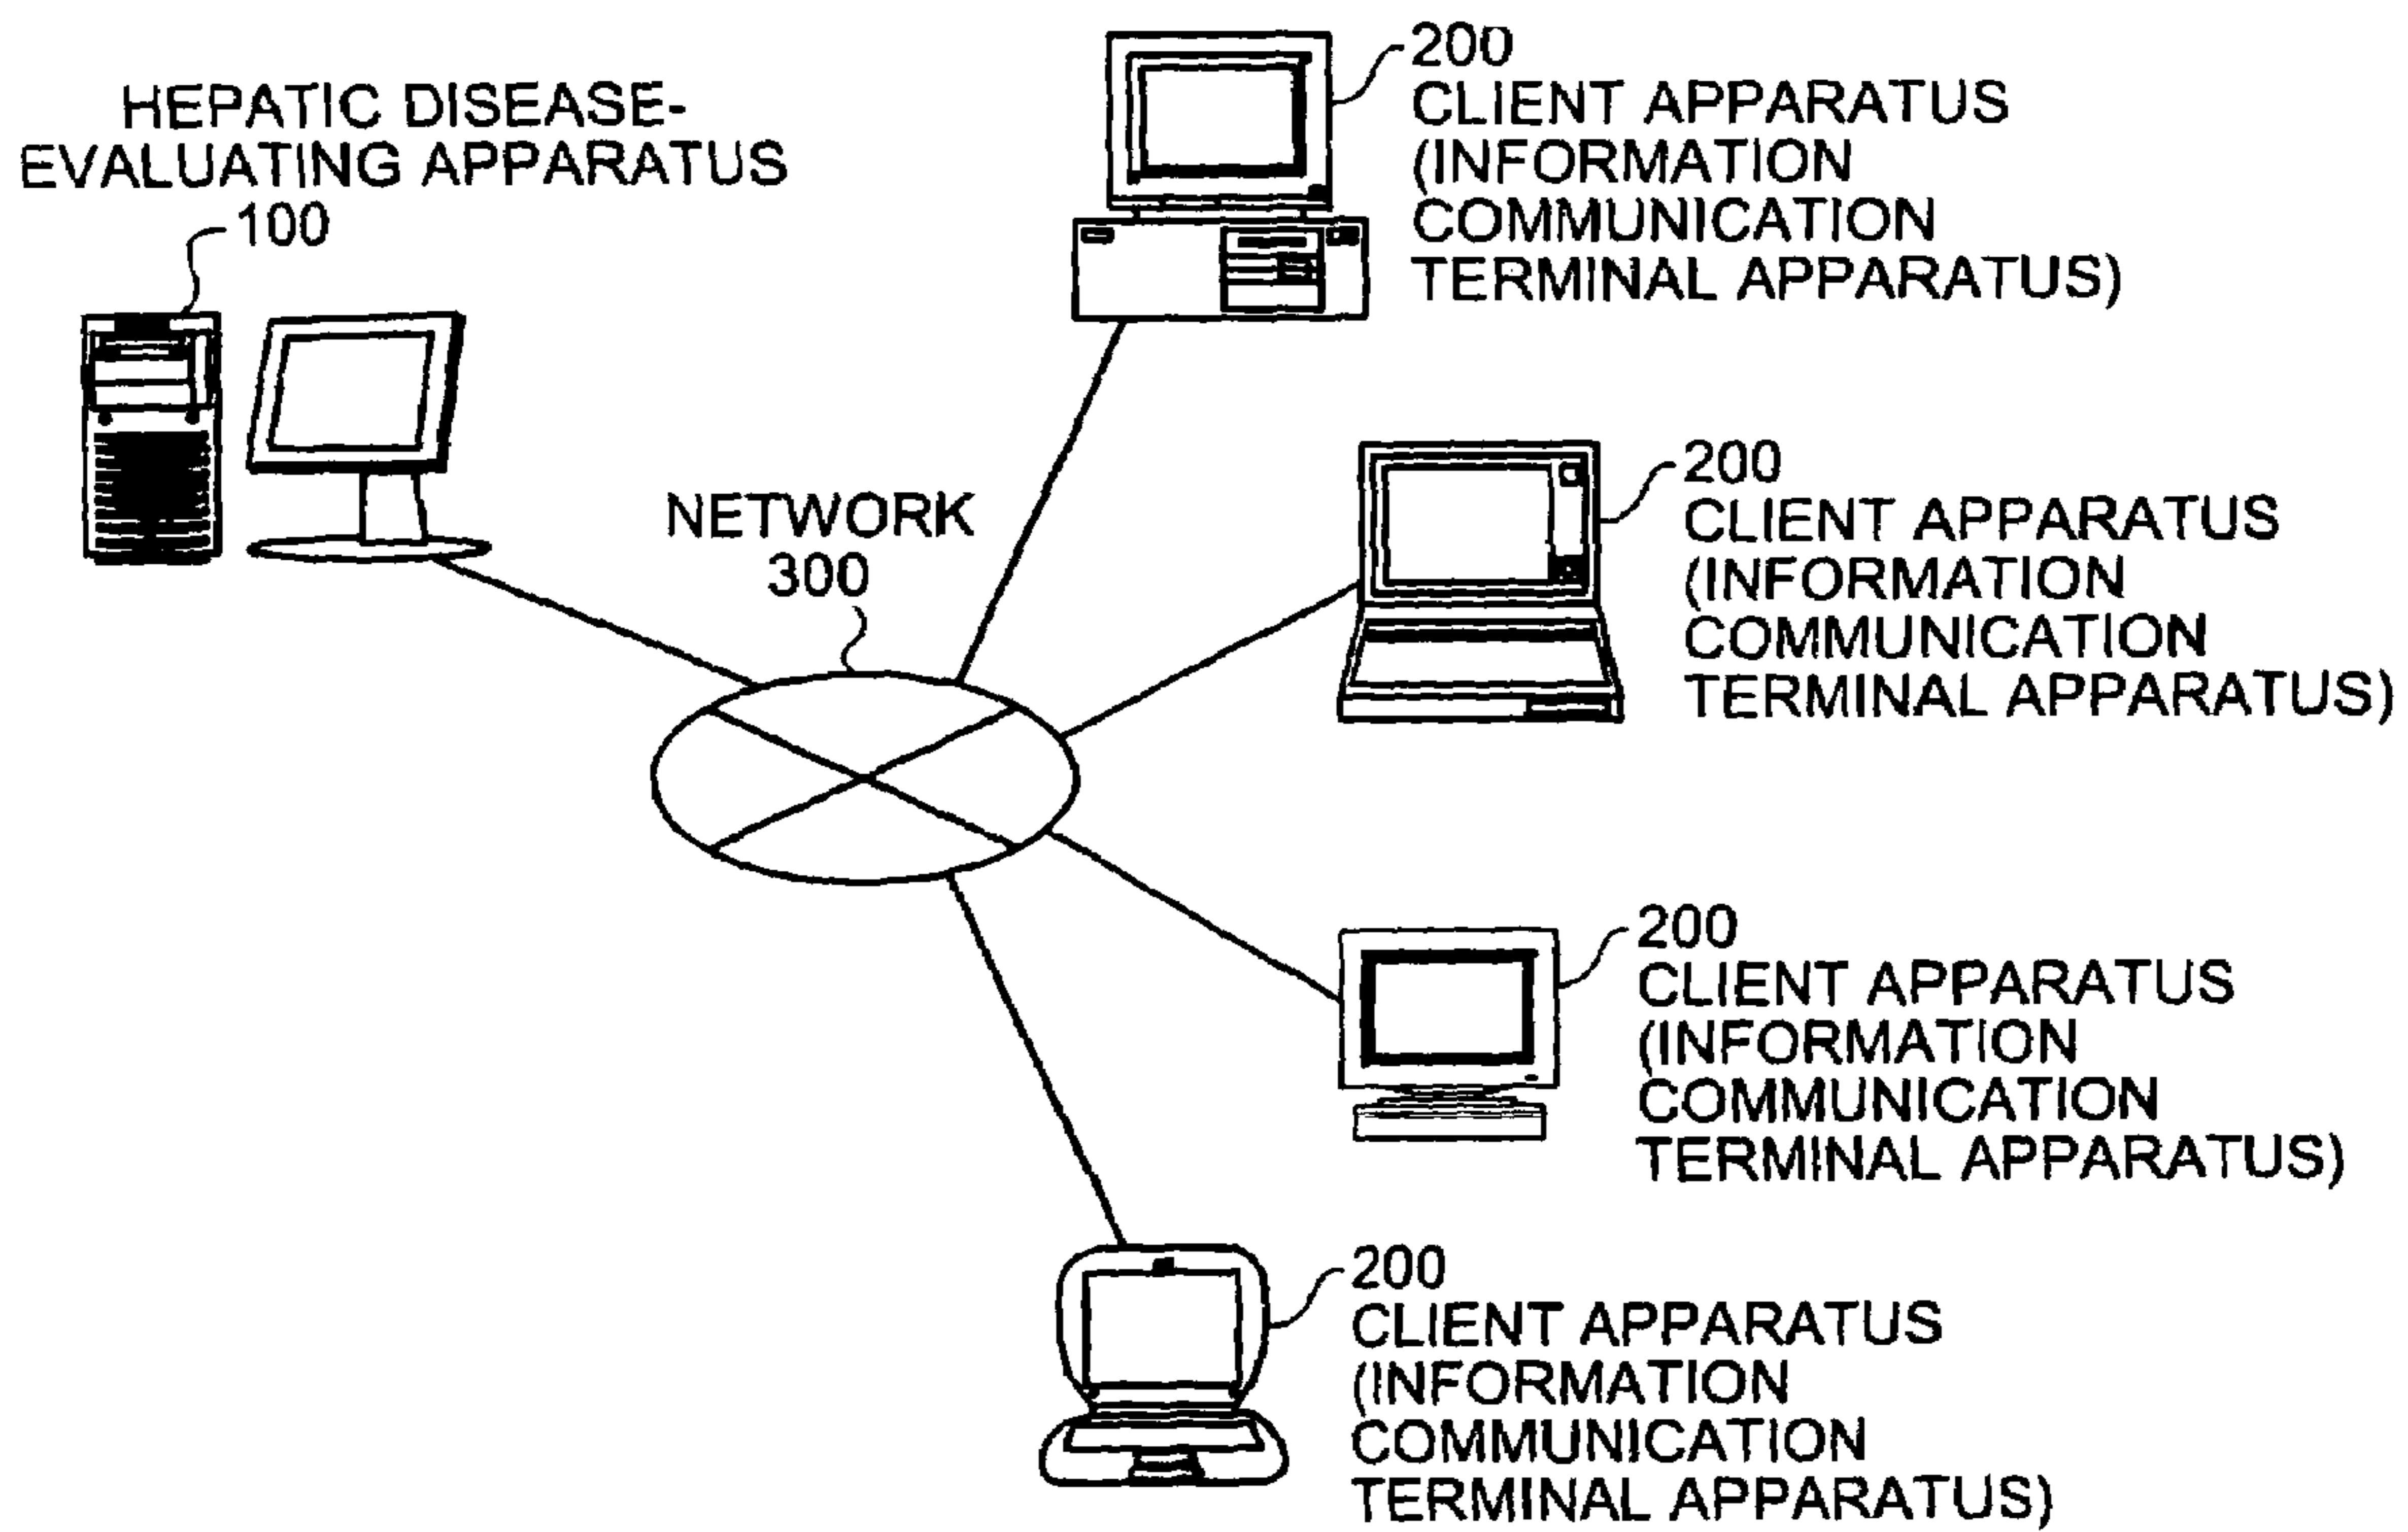 HEPATIC DISEASE-
EVALUATING APPARATUS
100
NETWORK
300
200
CLIENT APPARATUS
(INFORMATION
COMMUNICATION
TERMINAL APPARATUS)
200
CLIENT APPARATUS
(INFORMATION
COMMUNICATION
TERMINAL APPARATUS)
200
CLIENT APPARATUS
(INFORMATION
COMMUNICATION
TERMINAL APPARATUS)
200
CLIENT APPARATUS
(INFORMATION
COMMUNICATION
TERMINAL APPARATUS)